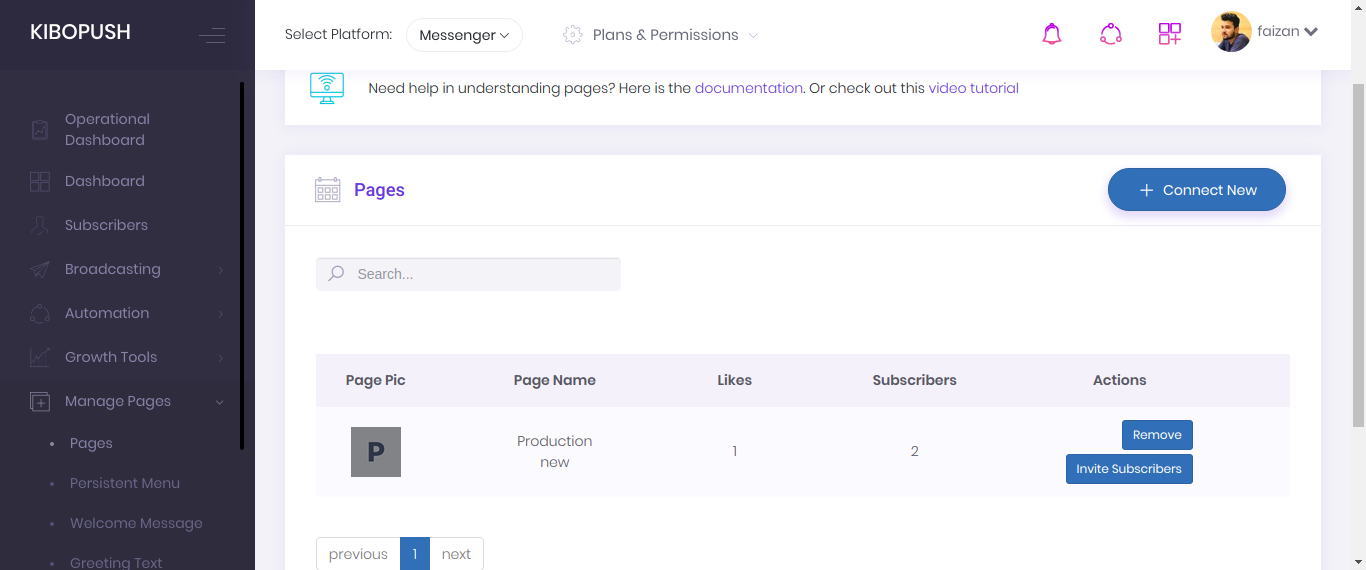 KIBOPUSH
Select Platform:
Messenger
Plans & Permissions
faizan
Operational
Dashboard
Dashboard
Subscribers
Broadcasting
Automation
Growth Tools
Manage Pages
Pages
Persistent Menu
Welcome Message
Greeting Text
Need help in understanding pages? Here is the documentation. Or check out this video tutorial
Pages
Connect New
Search...
Page Pic Page Name Likes Subscribers Actions
P
Production
new
1
2
Remove
Invite Subscribers
previous 1 next